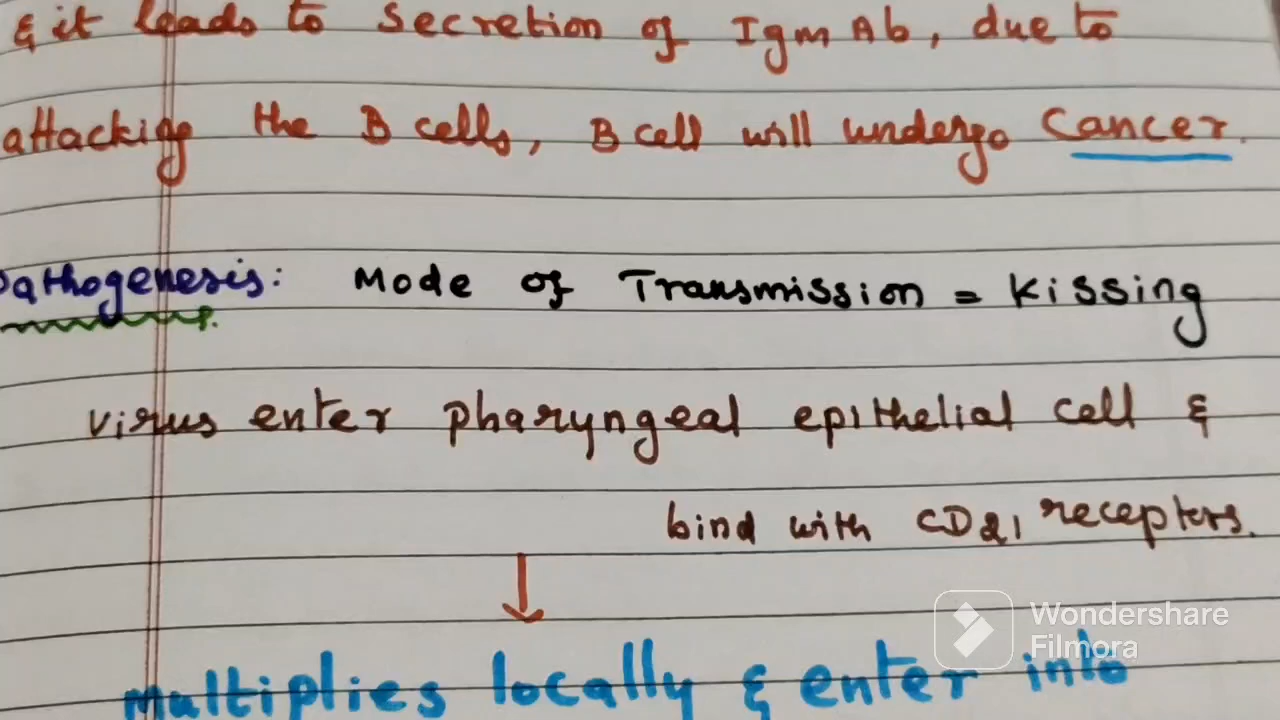 & it leads to secretion of Igm Ab, due to
attacking the B cells, B cell will undergo Cancer.
Pathogenesis: Mode of Transmission = Kissing
virus enter pharyngeal epithelial cell &
bind with CD21 receptors.
Multiplies locally & enter into
Wondershare
Filmora